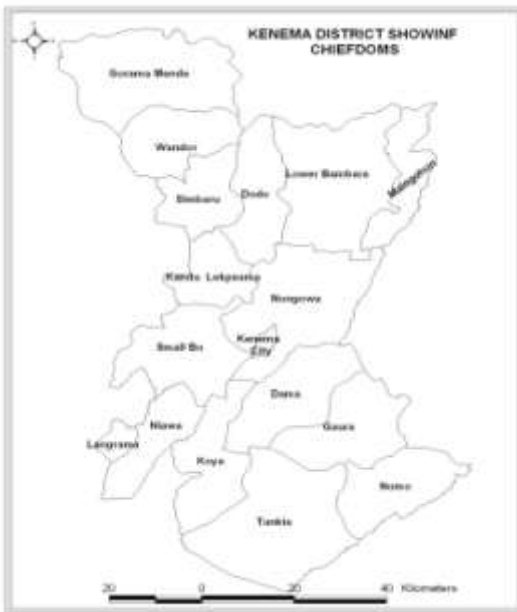 KENEMA DISTRICT SHOWINF
CHIEFDOMS
Gorama Mende
Wandor
Simbaru
Dodo
Lower Bambara
Malegohun
Kandu Lekpeama
Nongowa
Kenema
City
Small Bo
Dama
Gaura
Niawa
Langrama
Koya
Nomo
Tunkia
20 0 20 40 Kilometers